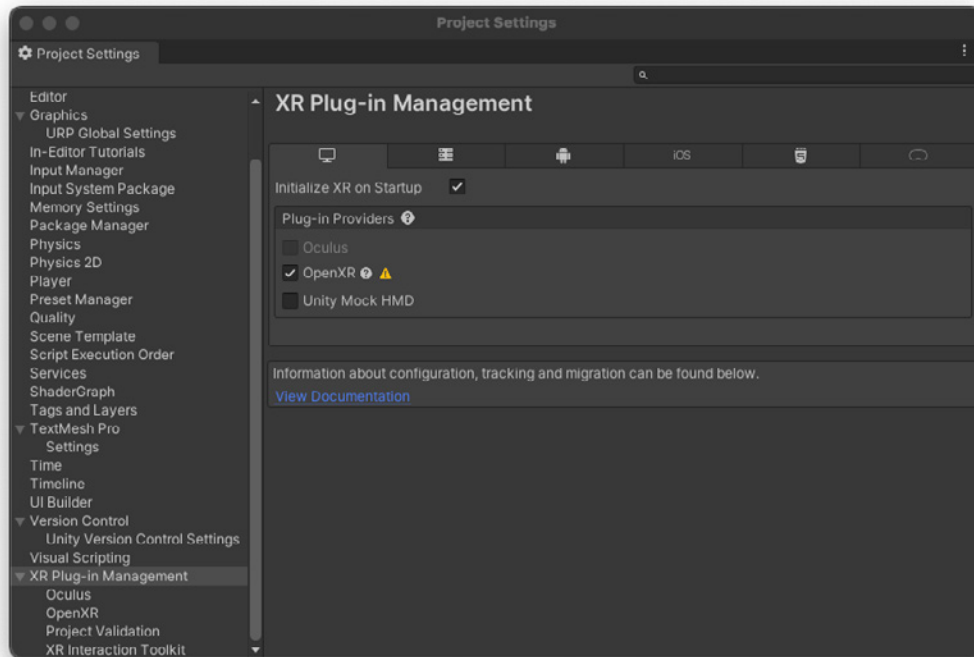 Project Settings
Project Settings
Editor
Graphics
URP Global Settings
In-Editor Tutorials
Input Manager
Input System Package
Memory Settings
Package Manager
Physics
Physics 2D
Player
Preset Manager
Quality
Scene Template
Script Execution Order
Services
ShaderGraph
Tags and Layers
TextMesh Pro
Settings
Time
Timeline
UI Builder
Version Control
Unity Version Control Settings
Visual Scripting
XR Plug-in Management
Oculus
OpenXR
Project Validation
XR Interaction Toolkit
XR Plug-in Management
iOS
Initialize XR on Startup
Plug-in Providers
Oculus
OpenXR
Unity Mock HMD
Information about configuration, tracking and migration can be found below.
View Documentation